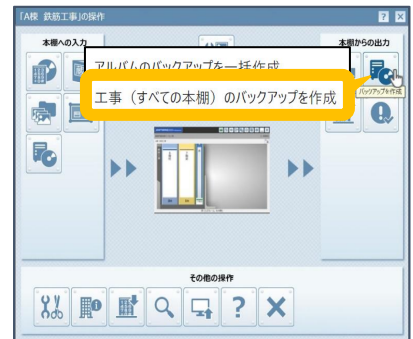 「A棟 鉄筋工事」の操作
本棚への入力
本棚からの出力
アルバムのバックアップを一括作成
工事（すべての本棚）のバックアップを作成
バックアップを作成
その他の操作